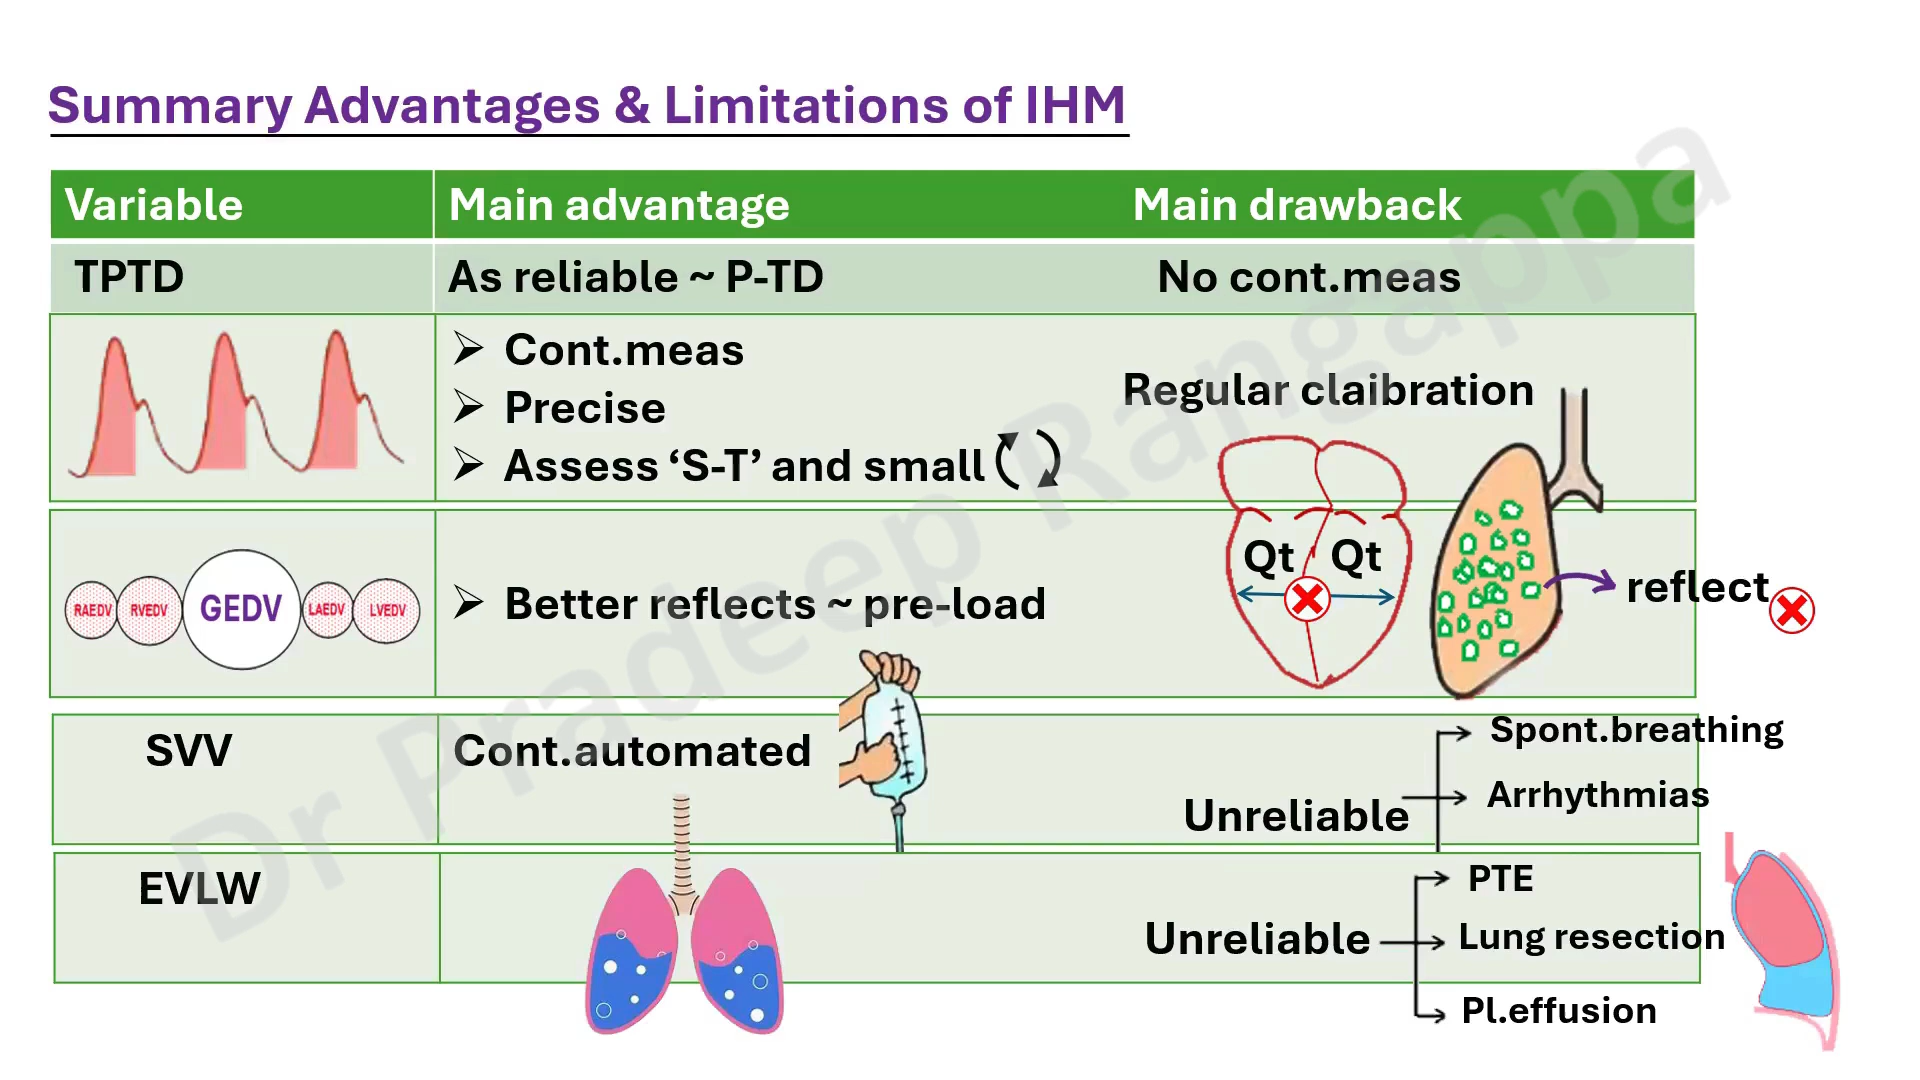 Summary Advantages & Limitations of IHM
Variable
Main advantage
Main drawback
TPTD
As reliable ~ P-TD
No cont.meas
➢ Cont.meas
➢ Precise
➢ Assess ‘S-T’ and small
Regular claibration
RAEDV
RVEDV
GEDV
LAEDV
LVEDV
➢ Better reflects ~ pre-load
Qt
Qt
reflect
SVV
Cont.automated
Unreliable
Spont.breathing
Arrhythmias
EVLW
Unreliable
PTE
Lung resection
Pl.effusion
Dr Pradeep Rangappa